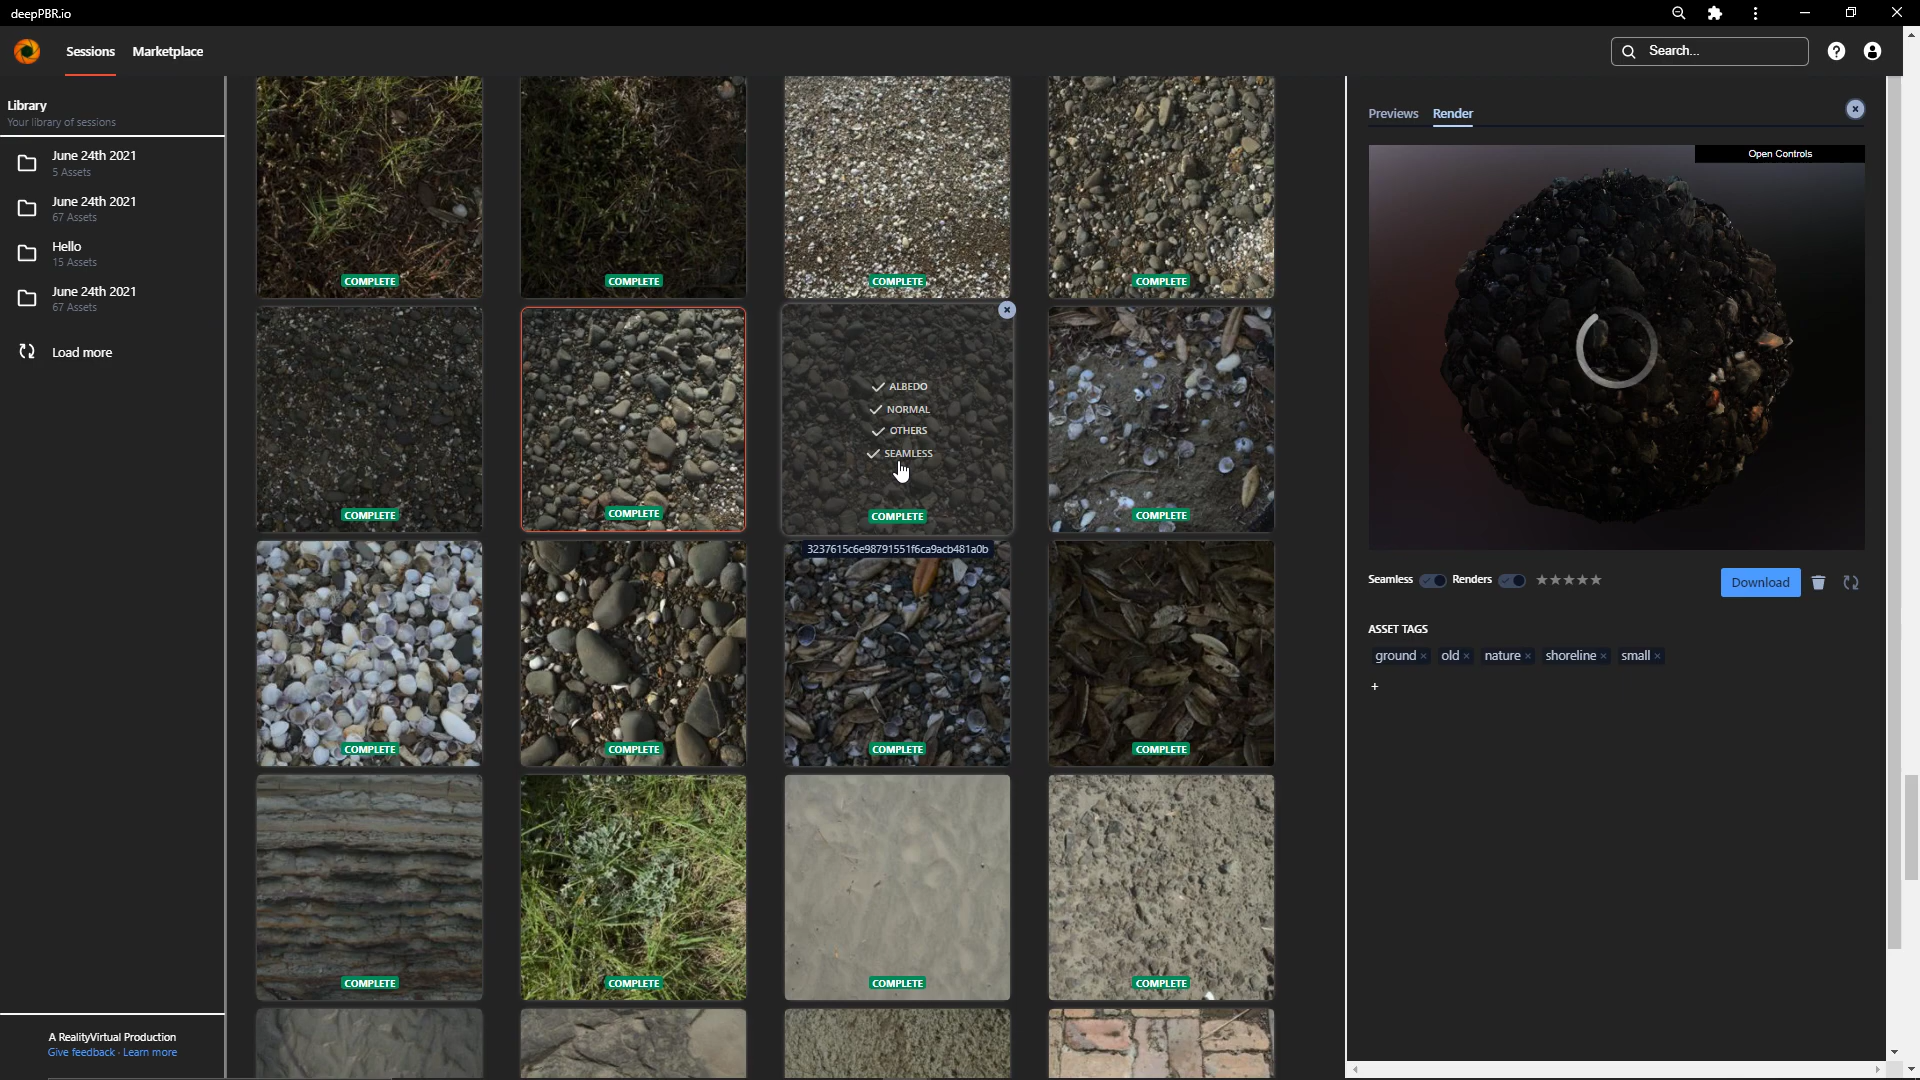 deepPBR.io
Sessions
Marketplace
Search...
Library
Your library of sessions
June 24th 2021
5 Assets
June 24th 2021
67 Assets
Hello
15 Assets
June 24th 2021
67 Assets
Load more
A RealityVirtual Production
Give feedback · Learn more
COMPLETE
COMPLETE
COMPLETE
COMPLETE
COMPLETE
COMPLETE
ALBEDO
NORMAL
OTHERS
SEAMLESS
COMPLETE
COMPLETE
3237615c6e98791551f6ca9acb481a0b
COMPLETE
COMPLETE
COMPLETE
COMPLETE
COMPLETE
COMPLETE
COMPLETE
COMPLETE
Previews
Render
Open Controls
Seamless
Renders
Download
ASSET TAGS
ground × old × nature × shoreline × small ×
+